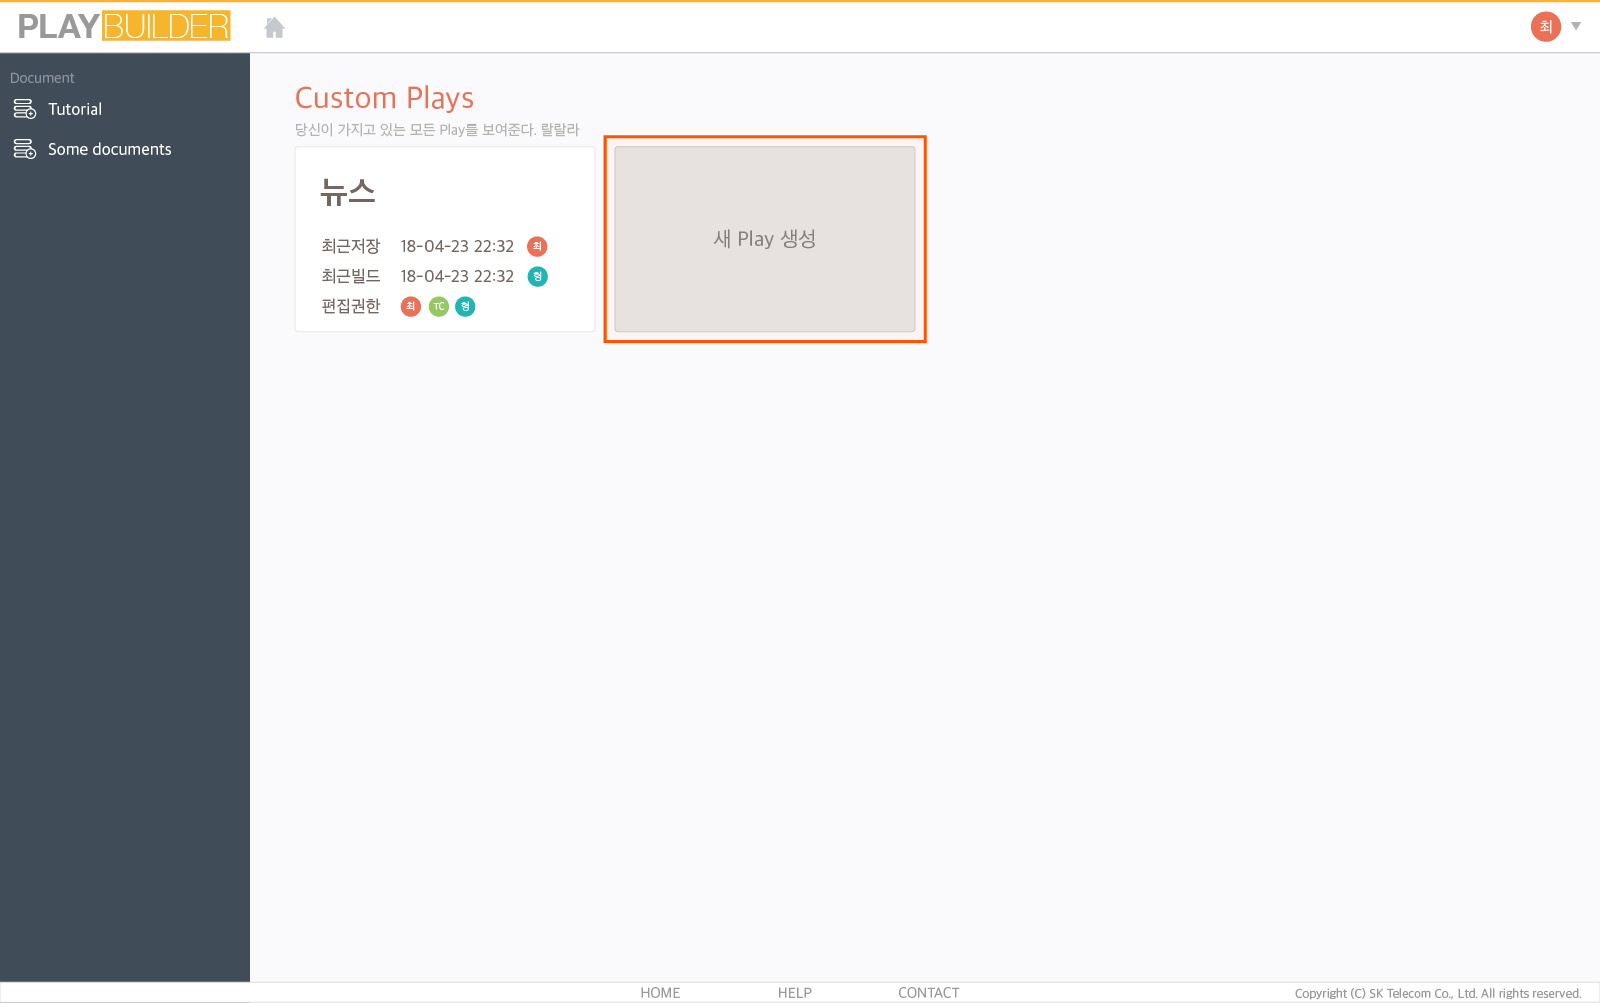 PLAYBUILDER
최
Document
Tutorial
Some documents
Custom Plays
당신이 가지고 있는 모든 Play를 보여준다. 랄랄라
뉴스
최근저장 18-04-23 22:32 최
최근빌드 18-04-23 22:32 형
편집권한 최 TC 형
새 Play 생성
HOME HELP CONTACT Copyright (C) SK Telecom Co., Ltd. All rights reserved.